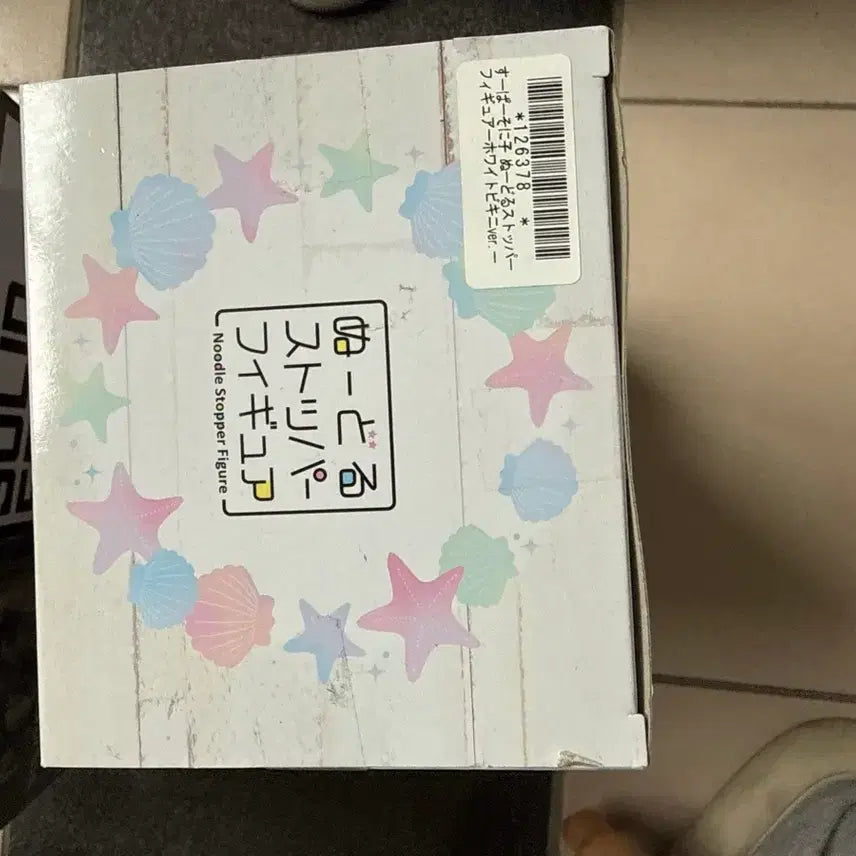 *126378 *
すーぱーそに子 ぬーどるストッパー
フィギュアーホワイトビキニver.ー
ぬーどる
ストッパー
フィギュア
Noodle Stopper Figure